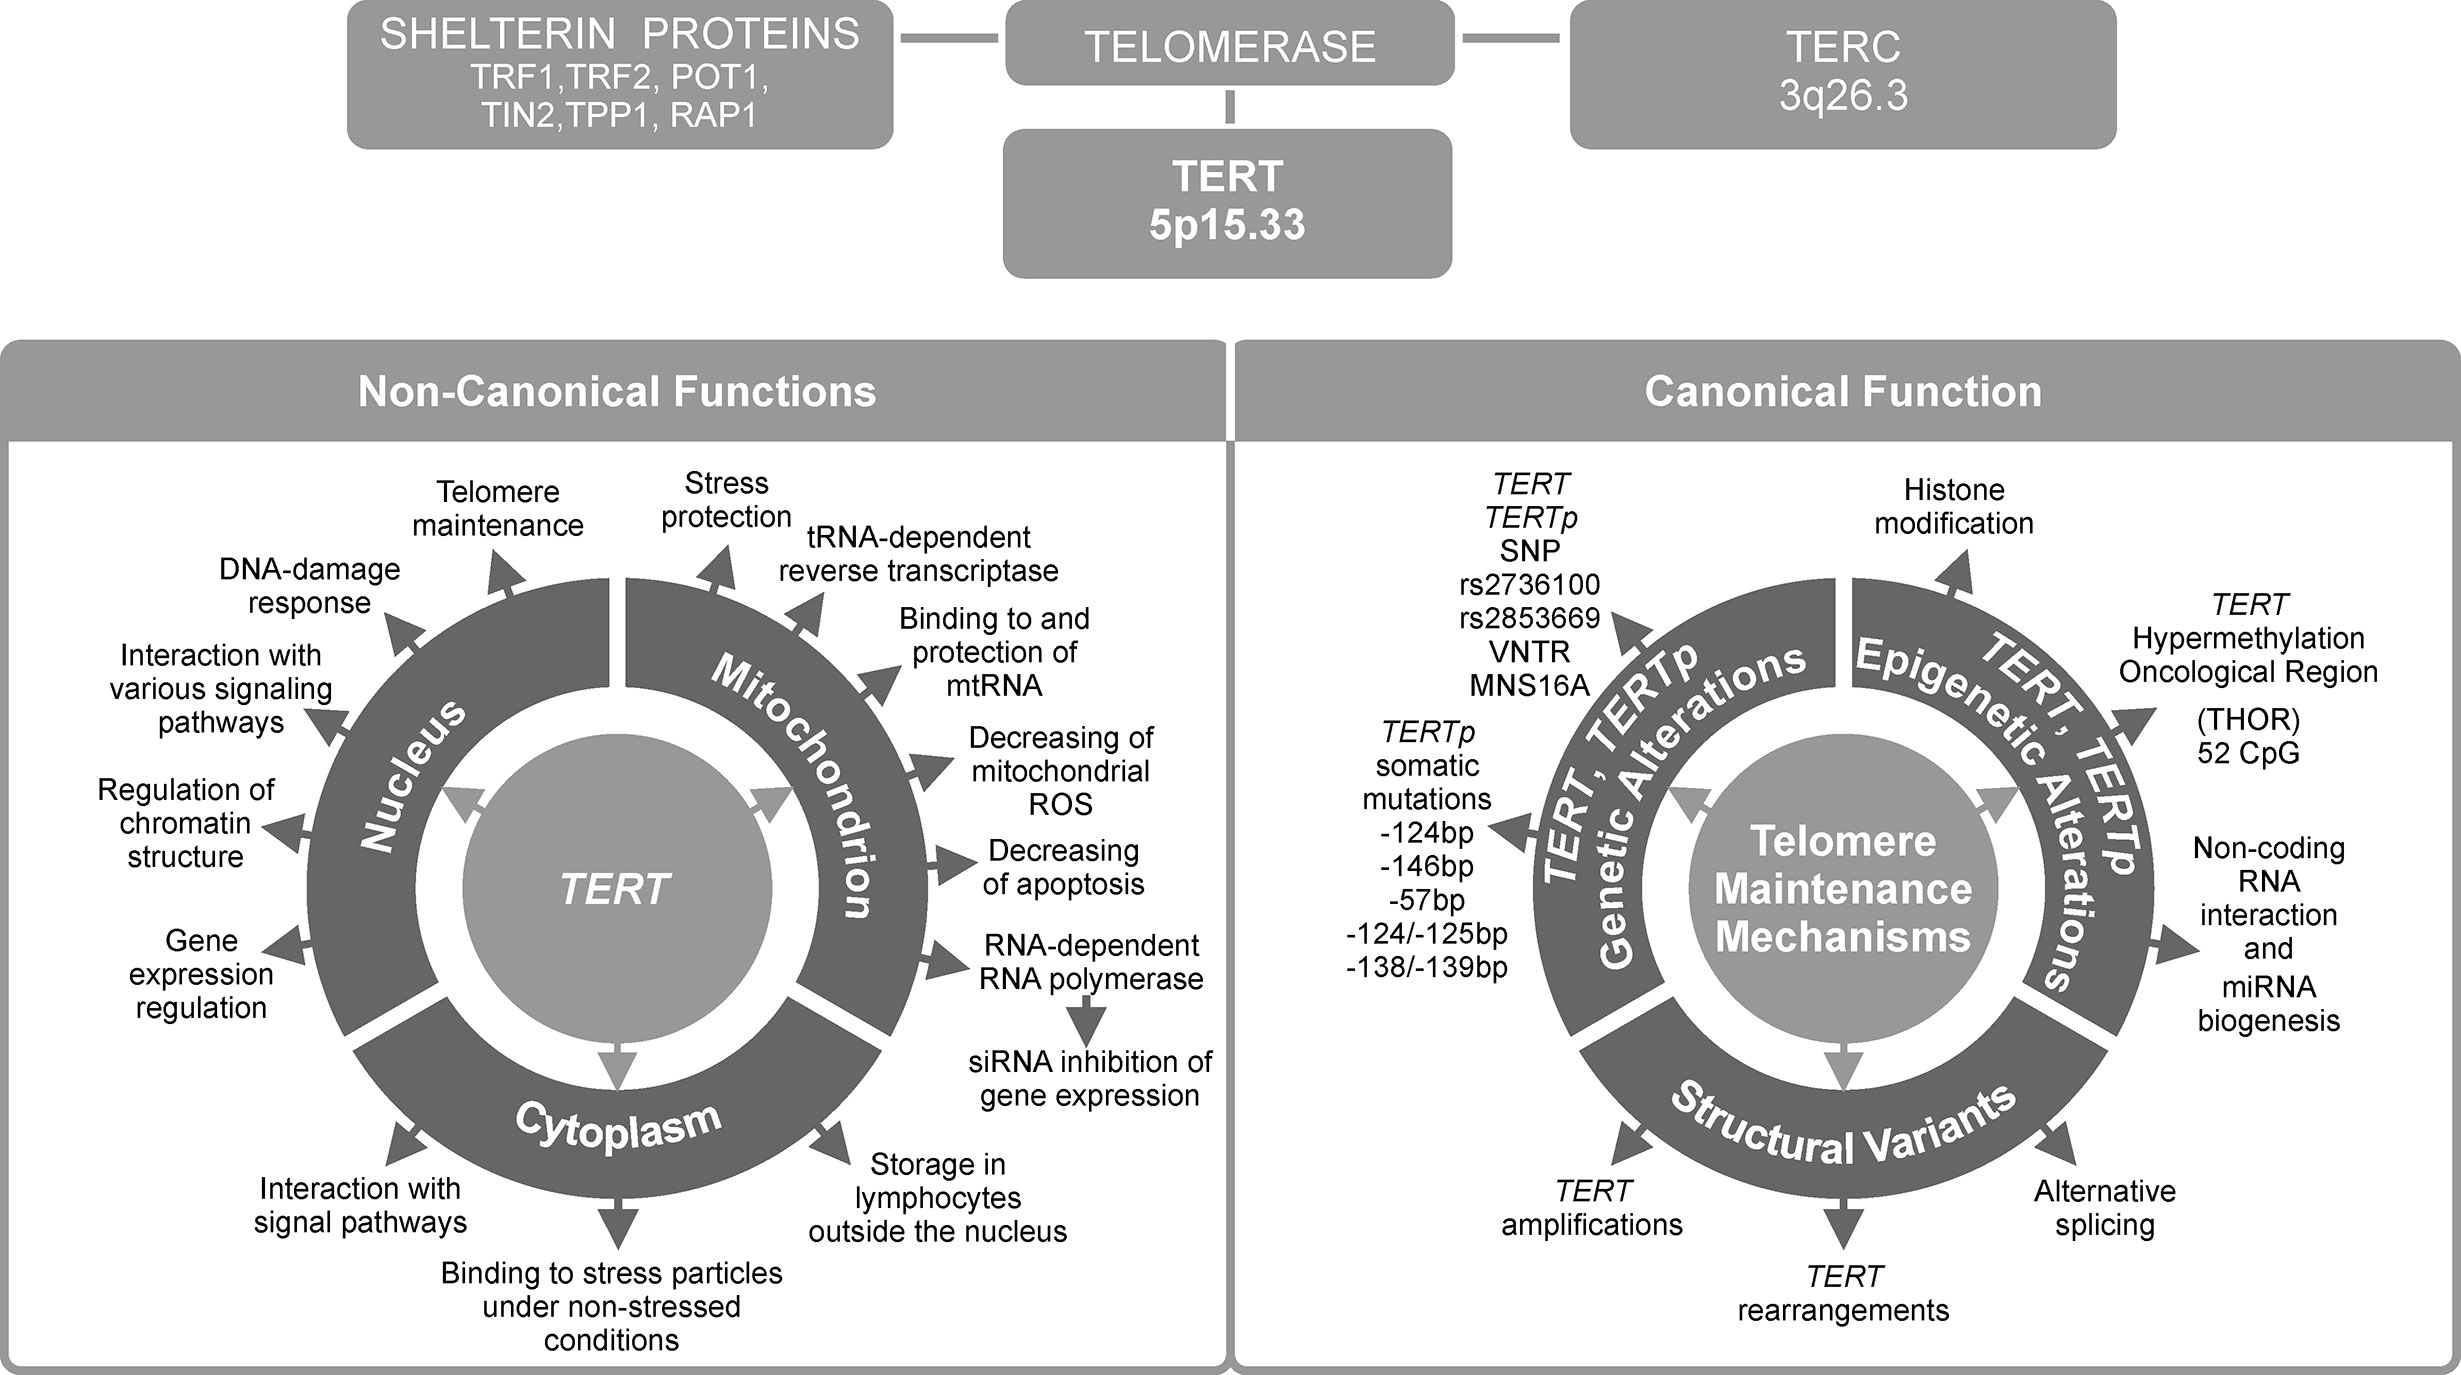 SHELTERIN PROTEINS
TRF1,TRF2, POT1,
TIN2,TPP1, RAP1
TELOMERASE
TERC
3q26.3
TERT
5p15.33
Non-Canonical Functions
Telomere
maintenance
DNA-damage
response
Interaction with
various signaling
pathways
Regulation of
chromatin
structure
Gene
expression
regulation
Nucleus
Stress
protection
tRNA-dependent
reverse transcriptase
Binding to and
protection of
mtRNA
Decreasing of
mitochondrial
ROS
Decreasing
of apoptosis
RNA-dependent
RNA polymerase
siRNA inhibition of
gene expression
Mitochondrion
TERT
Cytoplasm
Interaction with
signal pathways
Binding to stress particles
under non-stressed
conditions
Storage in
lymphocytes
outside the nucleus
Canonical Function
TERT
TERTp
SNP
rs2736100
rs2853669
VNTR
MNS16A
TERTp
somatic
mutations
-124bp
-146bp
-57bp
-124/-125bp
-138/-139bp
TERT, TERTp
Genetic Alterations
Histone
modification
TERT
Hypermethylation
Oncological Region
(THOR)
52 CpG
Non-coding
RNA
interaction
and
miRNA
biogenesis
TERT, TERTp
Epigenetic Alterations
Telomere
Maintenance
Mechanisms
Structural Variants
TERT
amplifications
TERT
rearrangements
Alternative
splicing